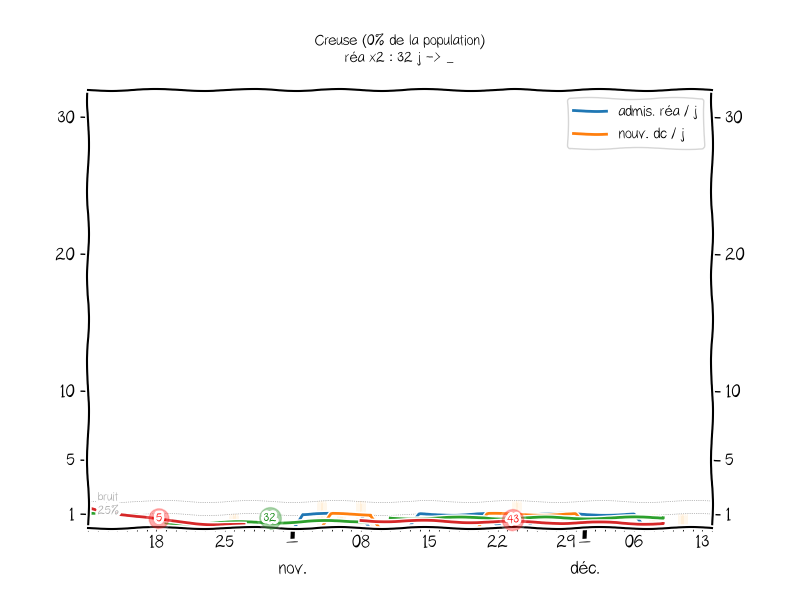 Creuse (0% de la population)
réa x2 : 32 j -> _
admis. réa / j
nouv. dc / j
30 30
20 20
10 10
5 5
bruit
25%
1 1
5 32 43
18 25 08 15 22 29 06 13
nov. déc.